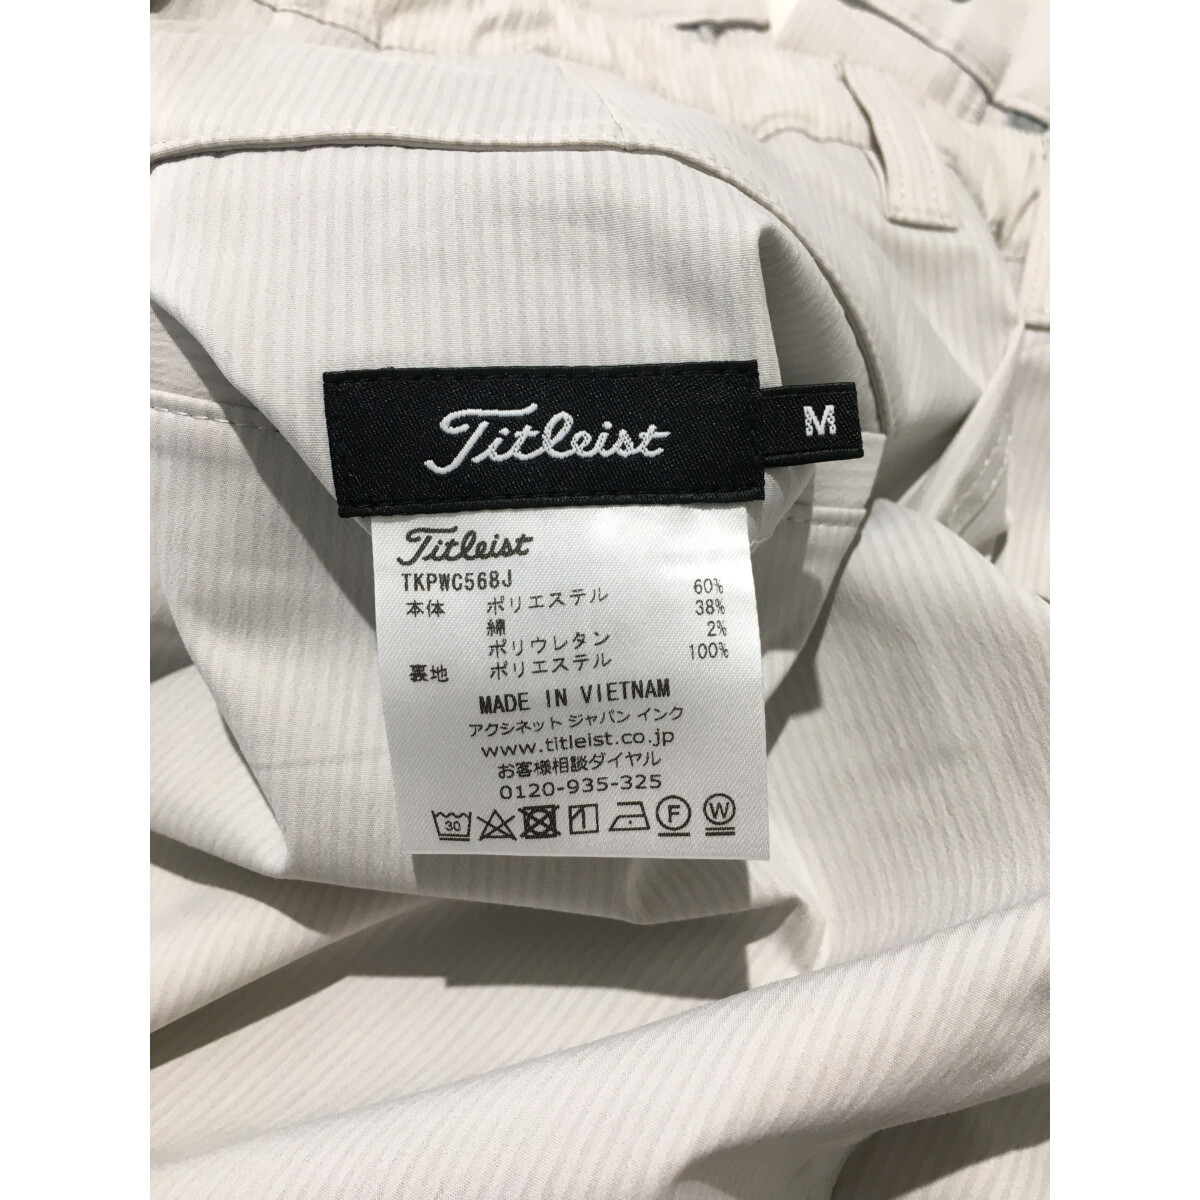 Titleist
M
Titleist
TKPWC568J
本体 ポリエステル 60%
綿 38%
ポリウレタン 2%
裏地 ポリエステル 100%
MADE IN VIETNAM
アクシネット ジャパン インク
www.titleist.co.jp
お客様相談ダイヤル
0120-935-325
30 F W